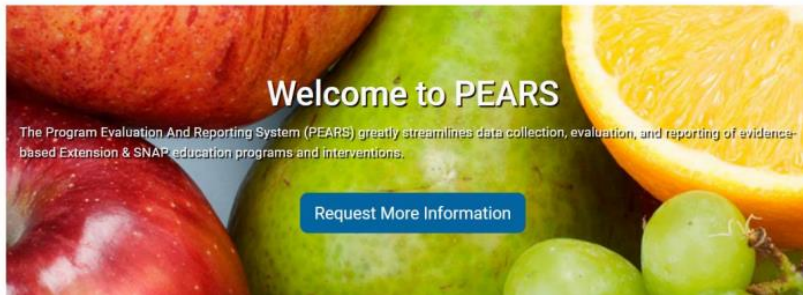 Welcome to PEARS
The Program Evaluation And Reporting System (PEARS) greatly streamlines data collection, evaluation, and reporting of evidence-
based Extension & SNAP education programs and interventions.
Request More Information